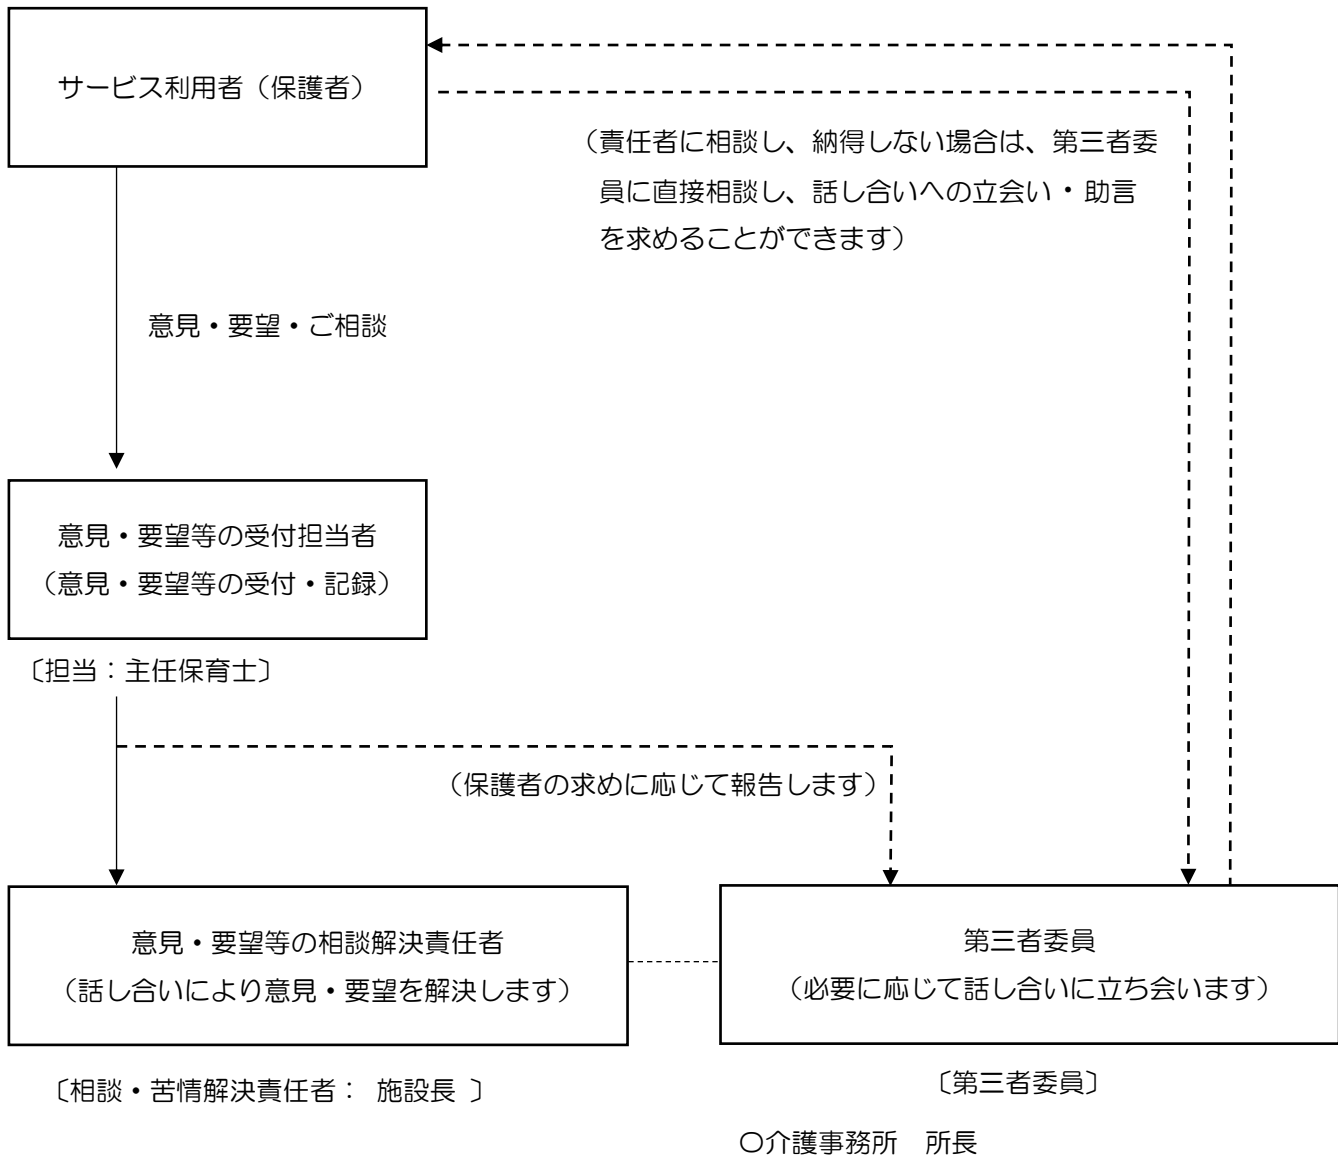 サービス利用者（保護者）
（責任者に相談し、納得しない場合は、第三者委
員に直接相談し、話し合いへの立会い・助言
を求めることができます）
意見・要望・ご相談
意見・要望等の受付担当者
（意見・要望等の受付・記録）
〔担当：主任保育士〕
（保護者の求めに応じて報告します）
意見・要望等の相談解決責任者
（話し合いにより意見・要望を解決します）
第三者委員
（必要に応じて話し合いに立ち会います）
〔相談・苦情解決責任者： 施設長 〕
〔第三者委員〕
〇介護事務所　所長